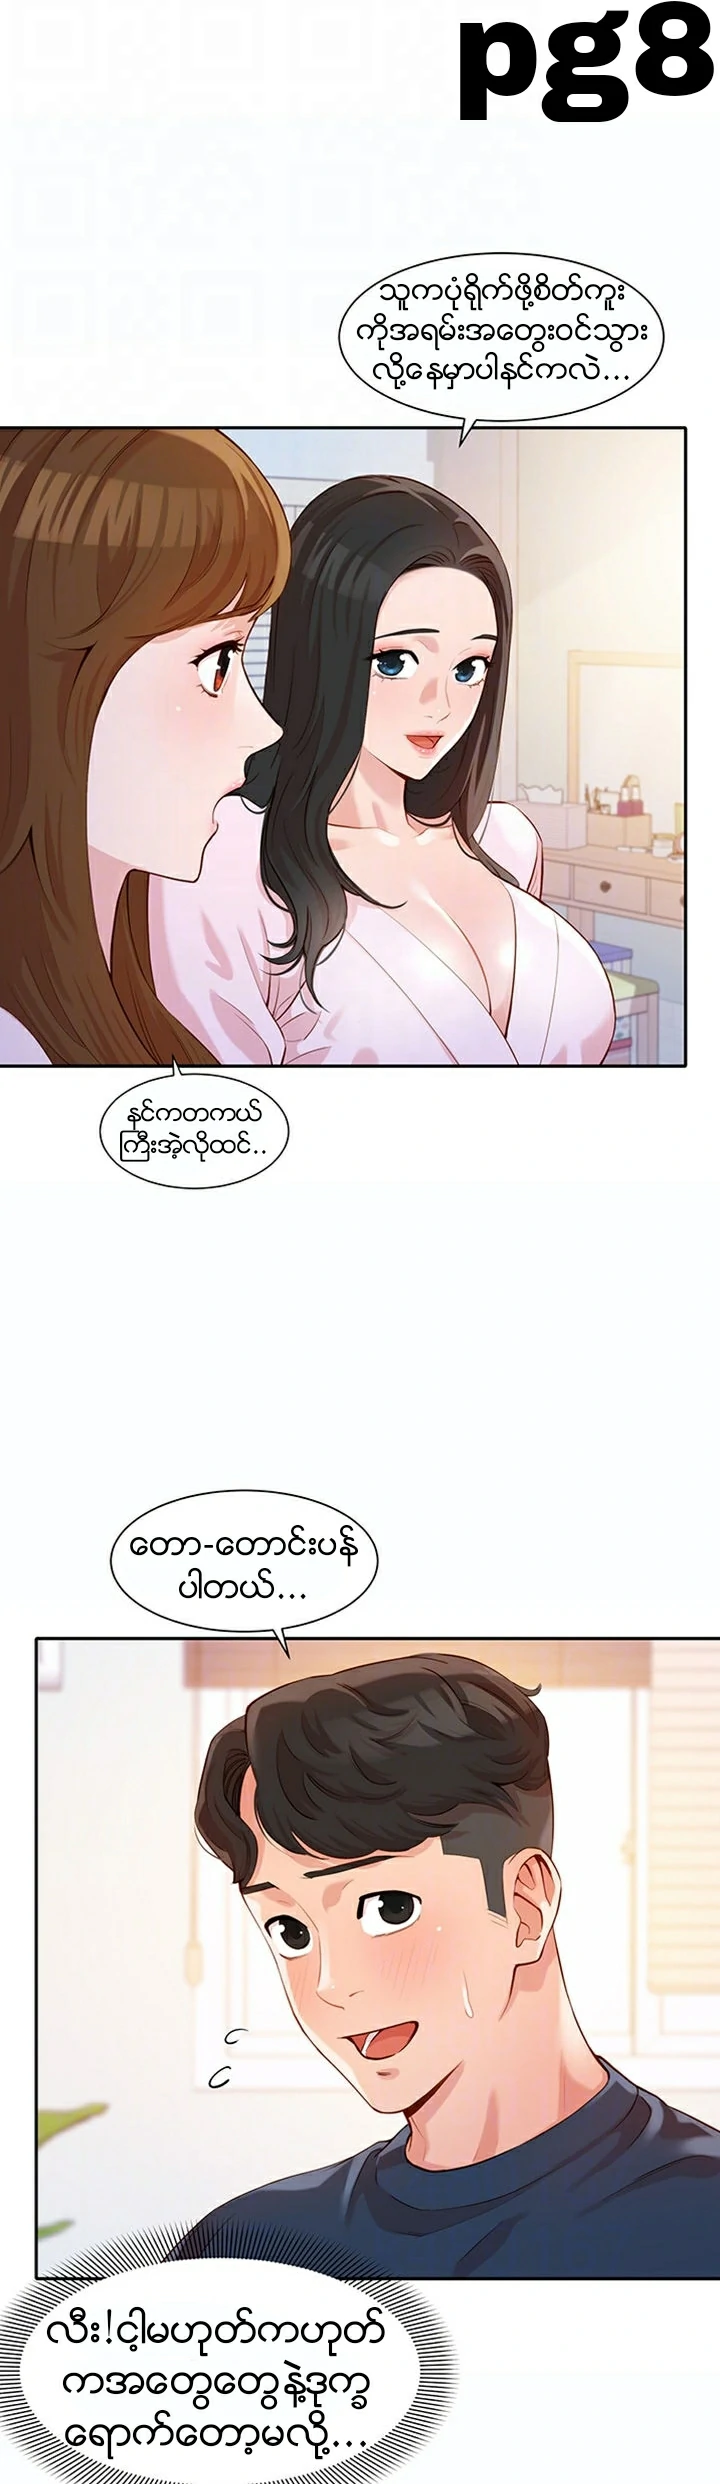 pg8
သူကပုံရိုက်ဖို့စိတ်ကူး
ကိုအရမ်းအတွေးဝင်သွား
လို့နေမှာပါနင်ကလဲ...
နင်ကတကယ်
ကြီးအဲ့လိုထင်..
တော-တောင်းပန်
ပါတယ်...
လီး!ငါ့မဟုတ်ကဟုတ်
ကအတွေတွေနဲ့ဒုက္ခ
ရောက်တော့မလို့...